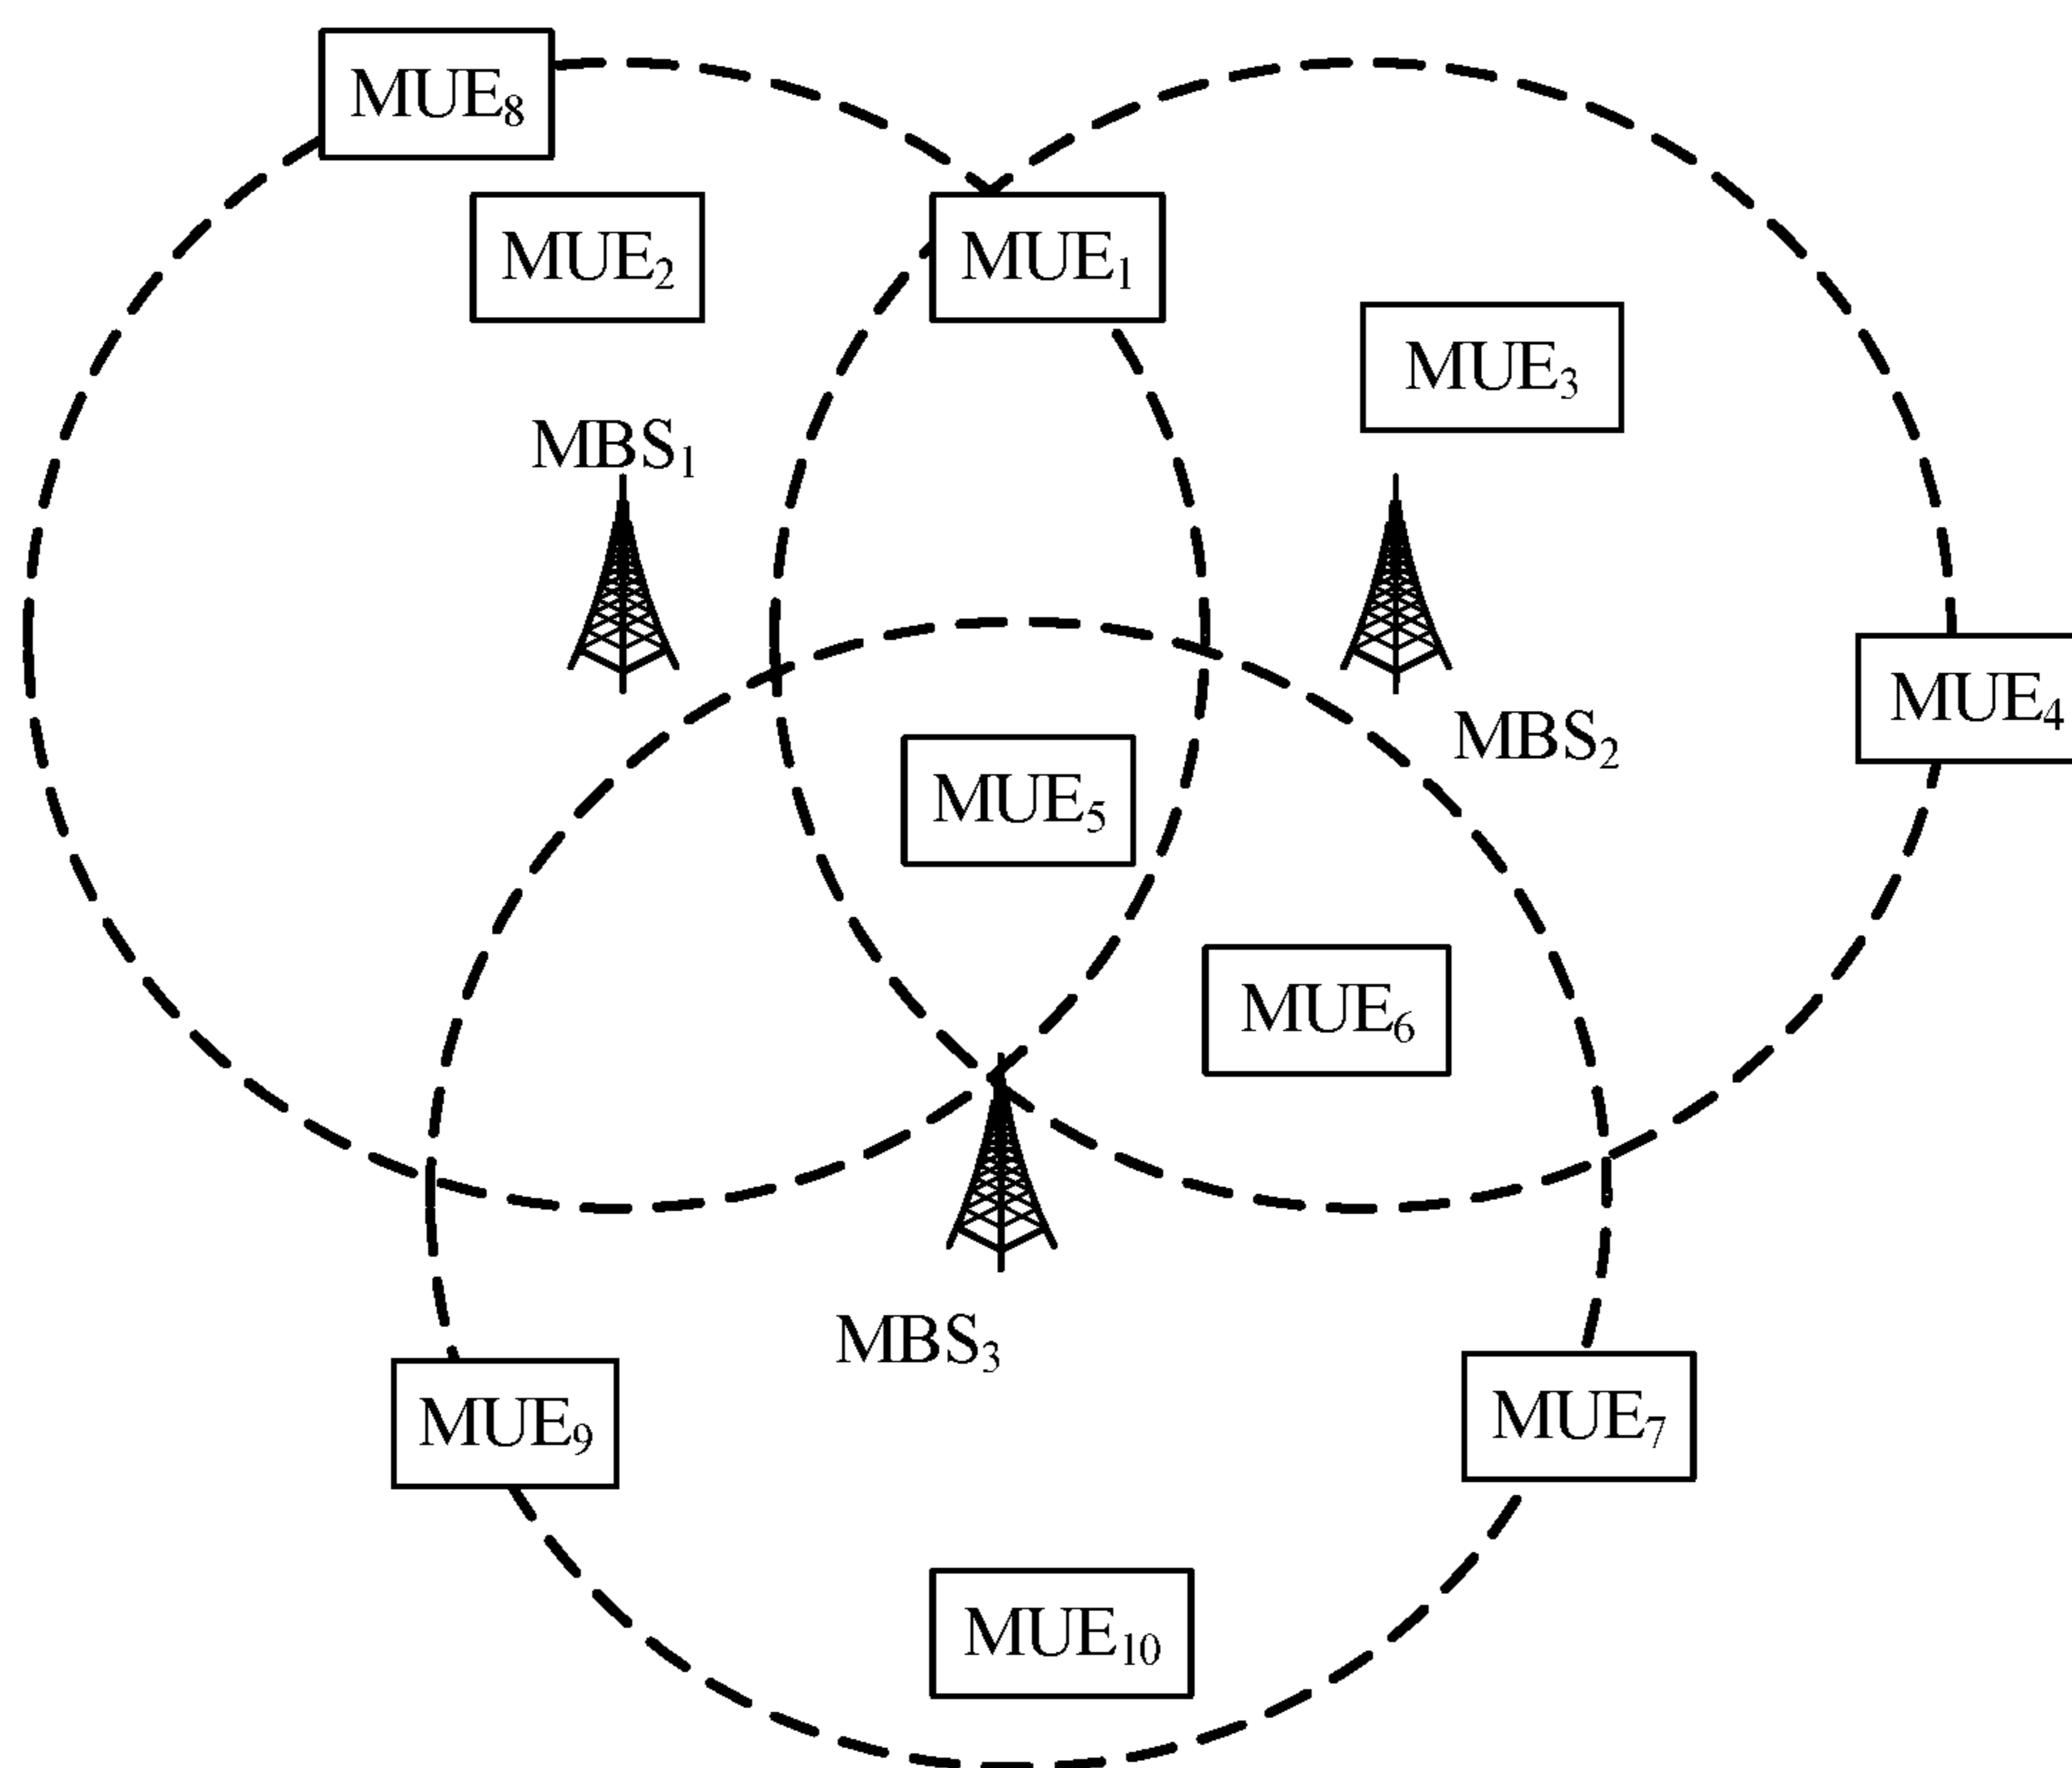 MUE₈
MUE₂
MUE₁
MUE₃
MBS₁
MUE₄
MBS₂
MUE₅
MUE₆
MBS₃
MUE₉
MUE₇
MUE₁₀